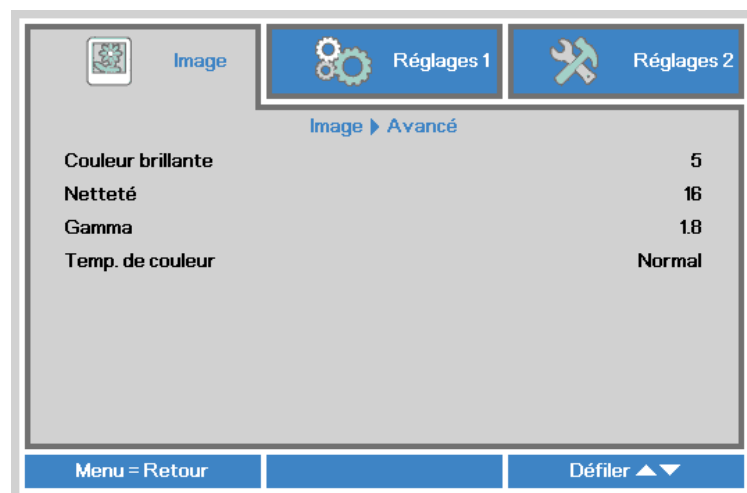 Image Réglages 1 Réglages 2
Image ▶ Avancé
Couleur brillante 5
Netteté 16
Gamma 1.8
Temp. de couleur Normal
Menu = Retour Défiler ▲▼